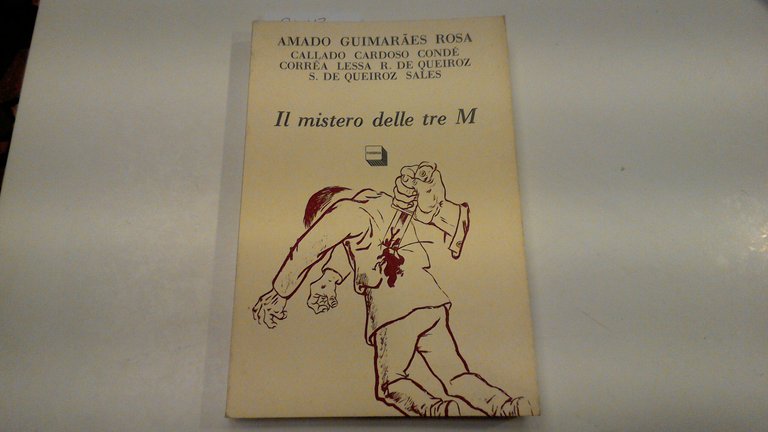 AMADO GUIMARÃES ROSA
CALLADO CARDOSO CONDÉ
CORRÊA LESSA R. DE QUEIROZ
S. DE QUEIROZ SALES
Il mistero delle tre M